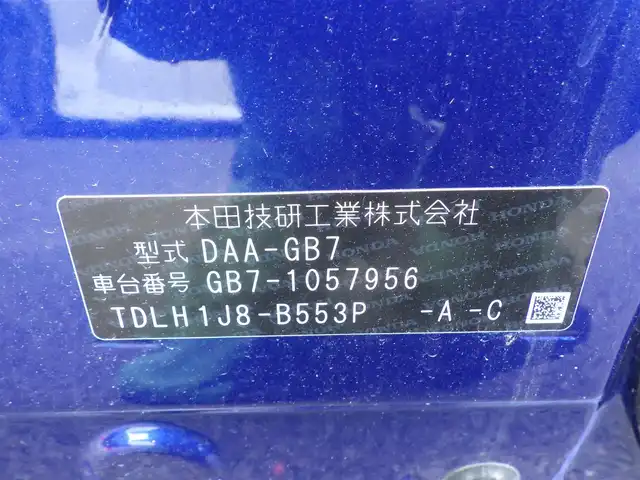 本田技研工業株式会社
型式 DAA-GB7
車台番号 GB7-1057956
TDLH1J8-B553P -A -C